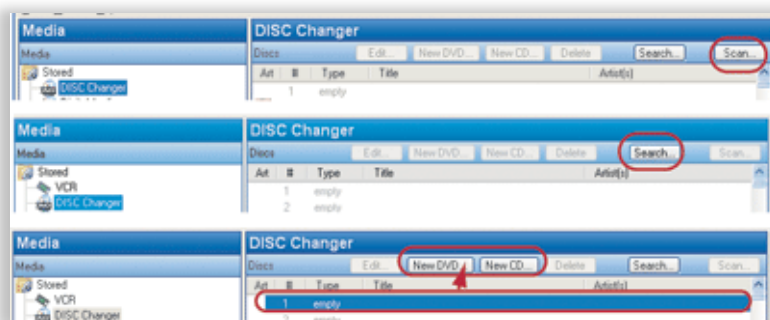 Media DISC Changer
Media Discs Edit... New DVD... New CD... Delete Search... Scan...
Stored Art # Type Title Artist(s)
DISC Changer 1 empty
Media DISC Changer
Media Discs Edit... New DVD... New CD... Delete Search... Scan...
Stored Art # Type Title Artist(s)
VCR 1 empty
DISC Changer 2 empty
Media DISC Changer
Media Discs Edit... New DVD... New CD... Delete Search... Scan...
Stored Art # Type Title Artist(s)
VCR 1 empty
DISC Changer 2 empty